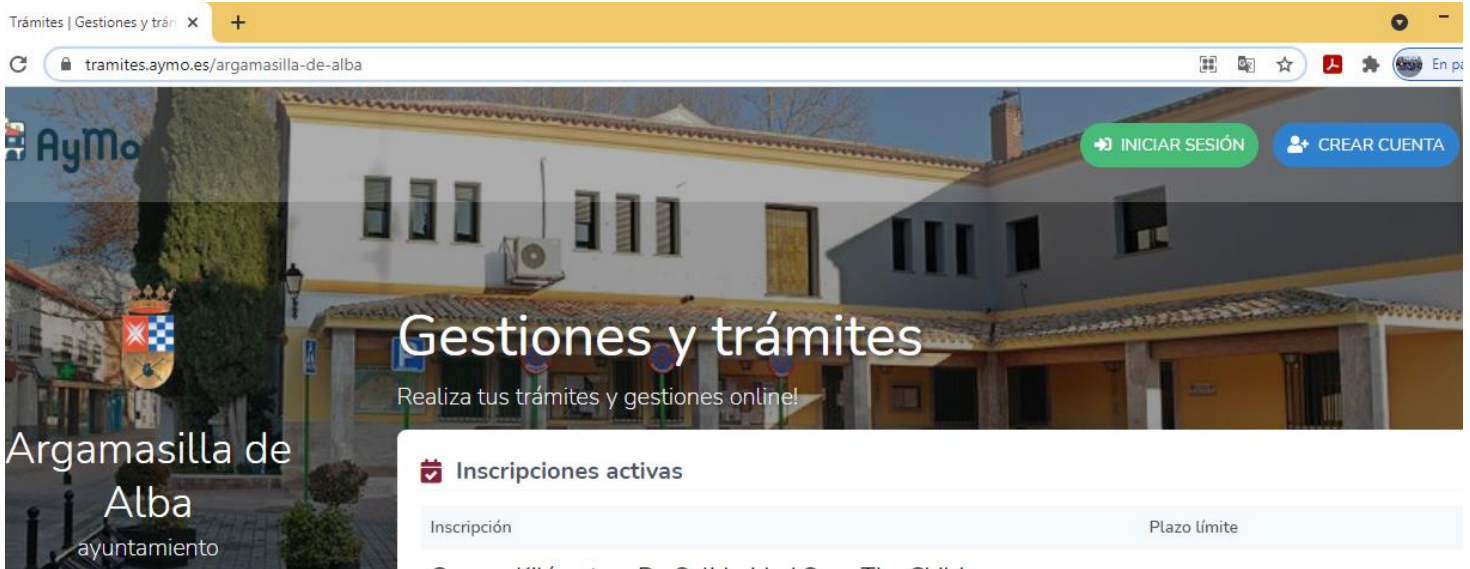 Trámites | Gestiones y trán
tramites.aymo.es/argamasilla-de-alba
En pa
AyMo
INICIAR SESIÓN
CREAR CUENTA
Gestiones y trámites
Realiza tus trámites y gestiones online!
Argamasilla de
Alba
ayuntamiento
Inscripciones activas
Inscripción
Plazo límite